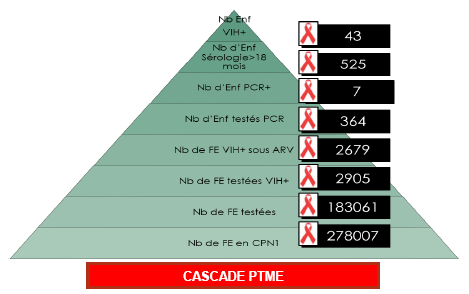 Nb Enf
VIH+
43
Nb d'Enf
Sérologie>18
mois
525
Nb d'Enf PCR+
7
Nb d'Enf testés PCR
364
Nb de FE VIH+ sous ARV
2679
Nb de FE testées VIH+
2905
Nb de FE testées
183061
Nb de FE en CPN1
278007
CASCADE PTME